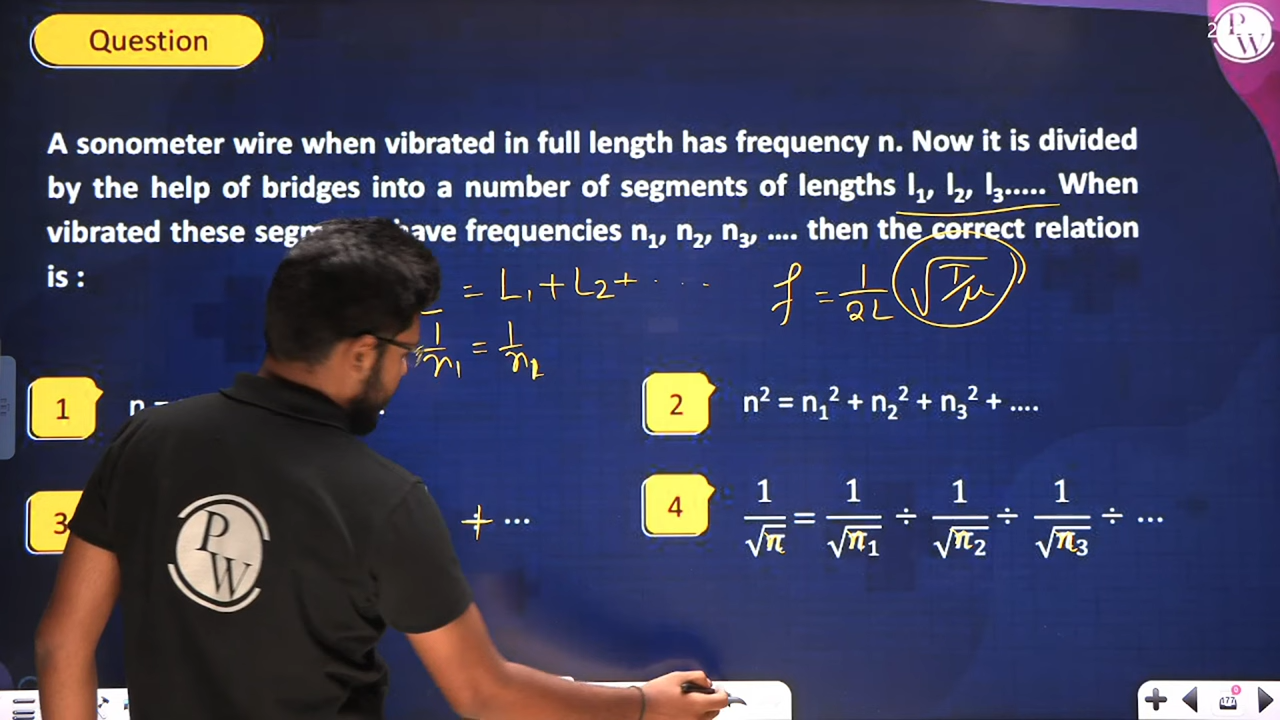 Question
PW
A sonometer wire when vibrated in full length has frequency n. Now it is divided
by the help of bridges into a number of segments of lengths l₁, l₂, l₃..... When
vibrated these have frequencies n₁, n₂, n₃, .... then the correct relation
is :
= L₁ + L₂ + ...
f = 1/2L √(T/μ)
1/n₁ = 1/n₂
1 n =
2 n² = n₁² + n₂² + n₃² + ....
3 + ...
4 1/√n = 1/√n₁ ÷ 1/√n₂ ÷ 1/√n₃ ÷ ...
PW
177